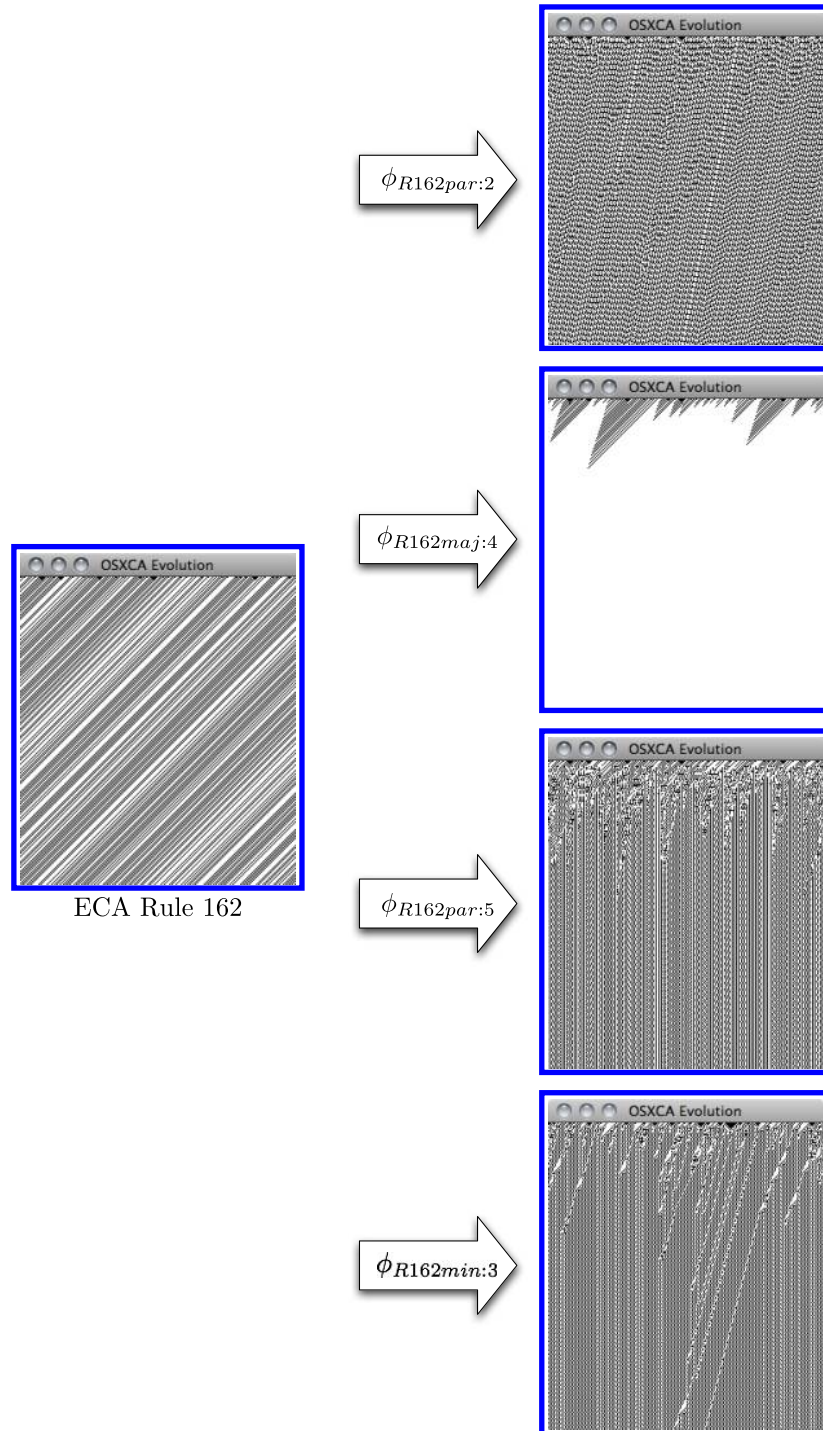 OSXCA Evolution
ϕR162par:2
OSXCA Evolution
ϕR162maj:4
OSXCA Evolution
ECA Rule 162
OSXCA Evolution
ϕR162par:5
OSXCA Evolution
ϕR162min:3